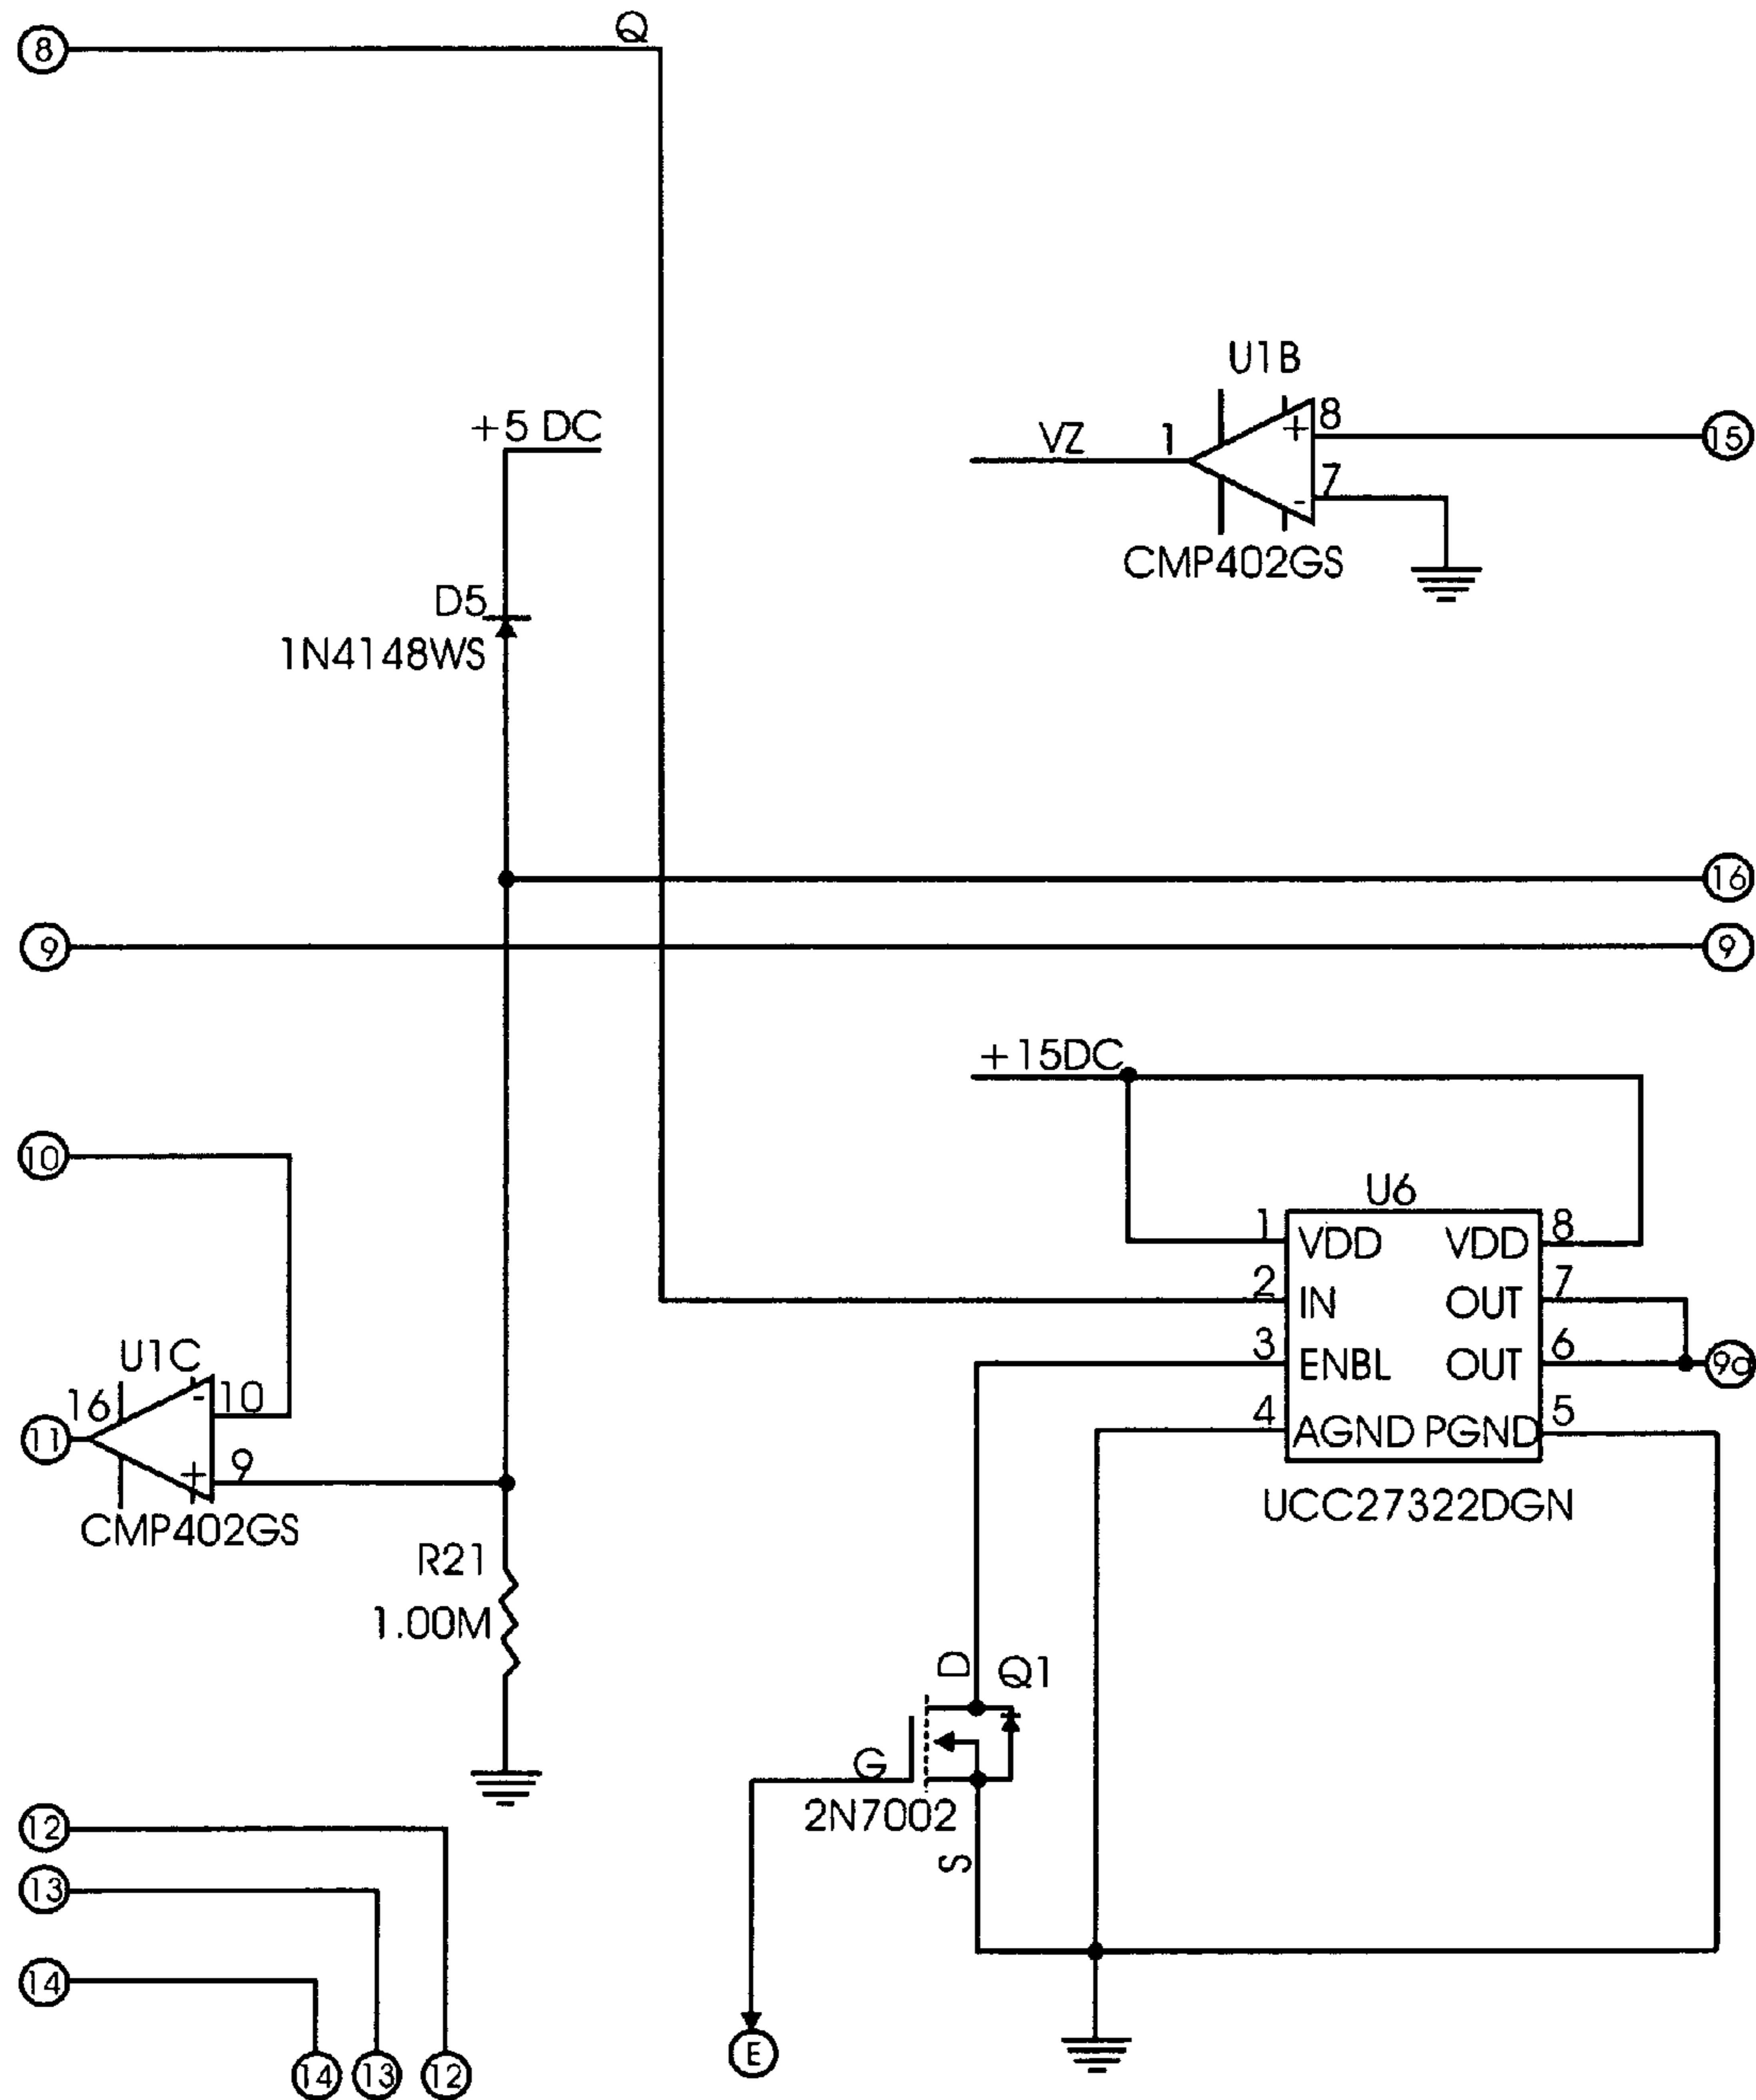 8
Q
U1B
+5 DC
VZ
1
+
8
15
7
-
CMP402GS
D5
1N4148WS
16
9
9
+15DC
10
U6
1
VDD
VDD
8
2
IN
OUT
7
3
ENBL
OUT
6
4
AGND
PGND
5
UCC27322DGN
U1C
16
-
10
11
+
9
CMP402GS
R21
1.00M
D
Q1
G
2N7002
S
12
13
14
14
13
12
E